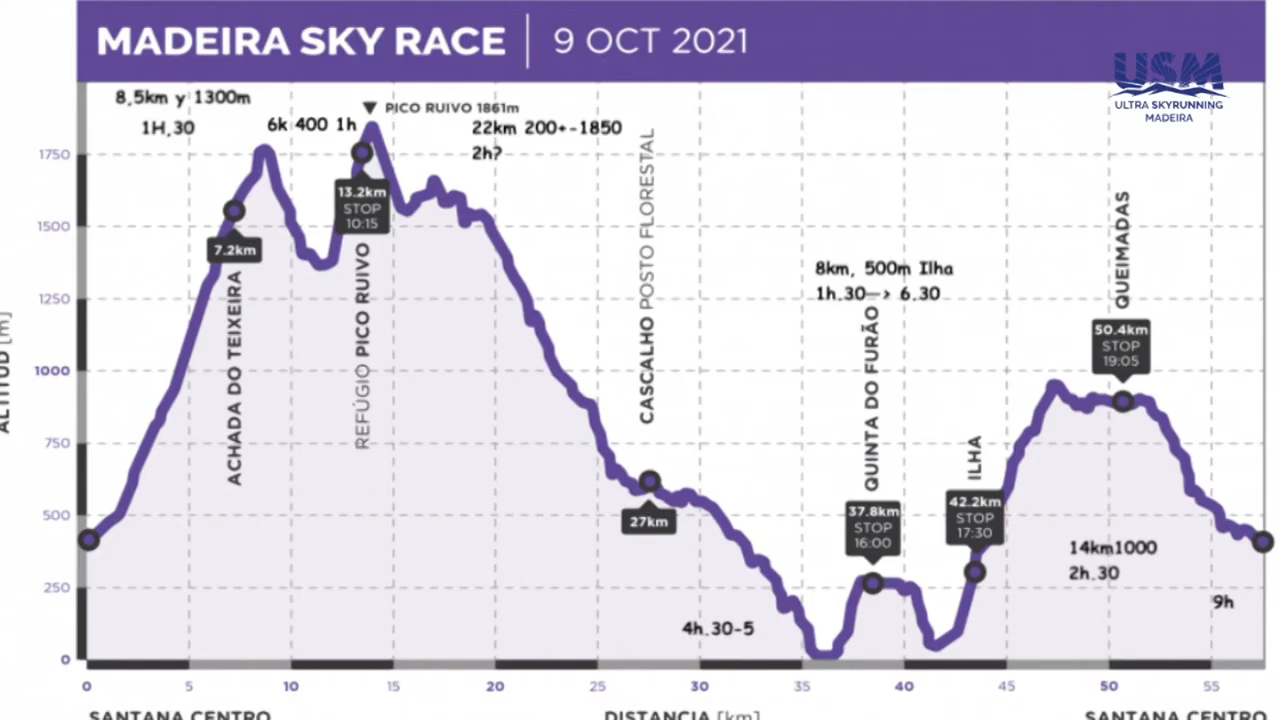 MADEIRA SKY RACE | 9 OCT 2021
USM
ULTRA SKYRUNNING
MADEIRA
8,5km y 1300m
1H,30
6k 400 1h
PICO RUIVO 1861m
22km 200+-1850
2h?
8km, 500m Ilha
1h.30—> 6.30
14km1000
2h.30
9h
4h.30-5
7.2km
ACHADA DO TEIXEIRA
13.2km
STOP
10:15
REFÚGIO PICO RUIVO
27km
CASCALHO POSTO FLORESTAL
37.8km
STOP
16:00
QUINTA DO FURÃO
42.2km
STOP
17:30
ILHA
50.4km
STOP
19:05
QUEIMADAS
ALTITUD [m]
1750
1500
1250
1000
750
500
250
0
0 5 10 15 20 25 30 35 40 45 50 55
SANTANA CENTRO
DISTANCIA [km]
SANTANA CENTRO